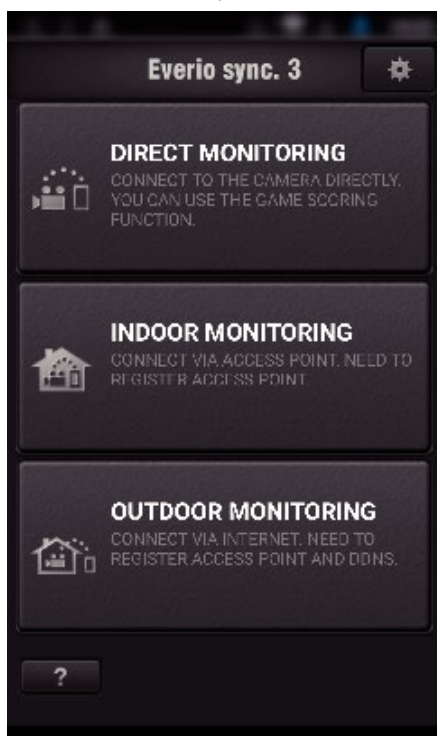 Everio sync. 3
DIRECT MONITORING
CONNECT TO THE CAMERA DIRECTLY.
YOU CAN USE THE GAME SCORING
FUNCTION.
INDOOR MONITORING
CONNECT VIA ACCESS POINT. NEED TO
REGISTER ACCESS POINT.
OUTDOOR MONITORING
CONNECT VIA INTERNET. NEED TO
REGISTER ACCESS POINT AND DDNS.
?